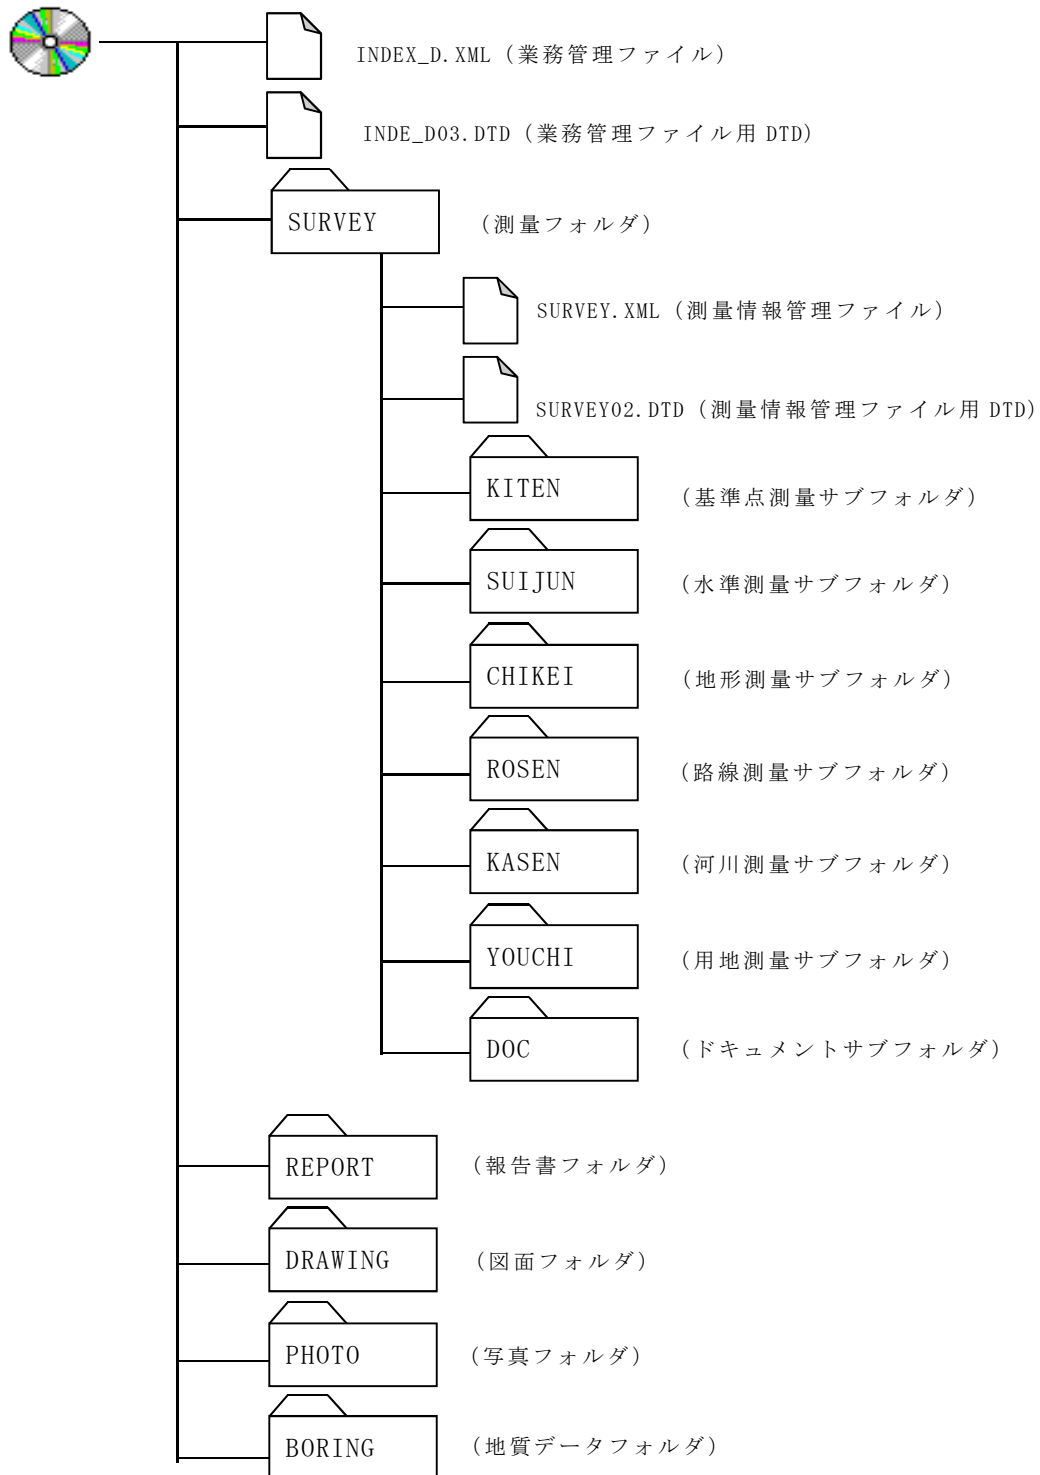 INDEX_D.XML（業務管理ファイル）
INDE_D03.DTD（業務管理ファイル用 DTD）
SURVEY （測量フォルダ）
SURVEY.XML（測量情報管理ファイル）
SURVEY02.DTD（測量情報管理ファイル用 DTD）
KITEN （基準点測量サブフォルダ）
SUIJUN （水準測量サブフォルダ）
CHIKEI （地形測量サブフォルダ）
ROSEN （路線測量サブフォルダ）
KASEN （河川測量サブフォルダ）
YOUCHI （用地測量サブフォルダ）
DOC （ドキュメントサブフォルダ）
REPORT （報告書フォルダ）
DRAWING （図面フォルダ）
PHOTO （写真フォルダ）
BORING （地質データフォルダ）